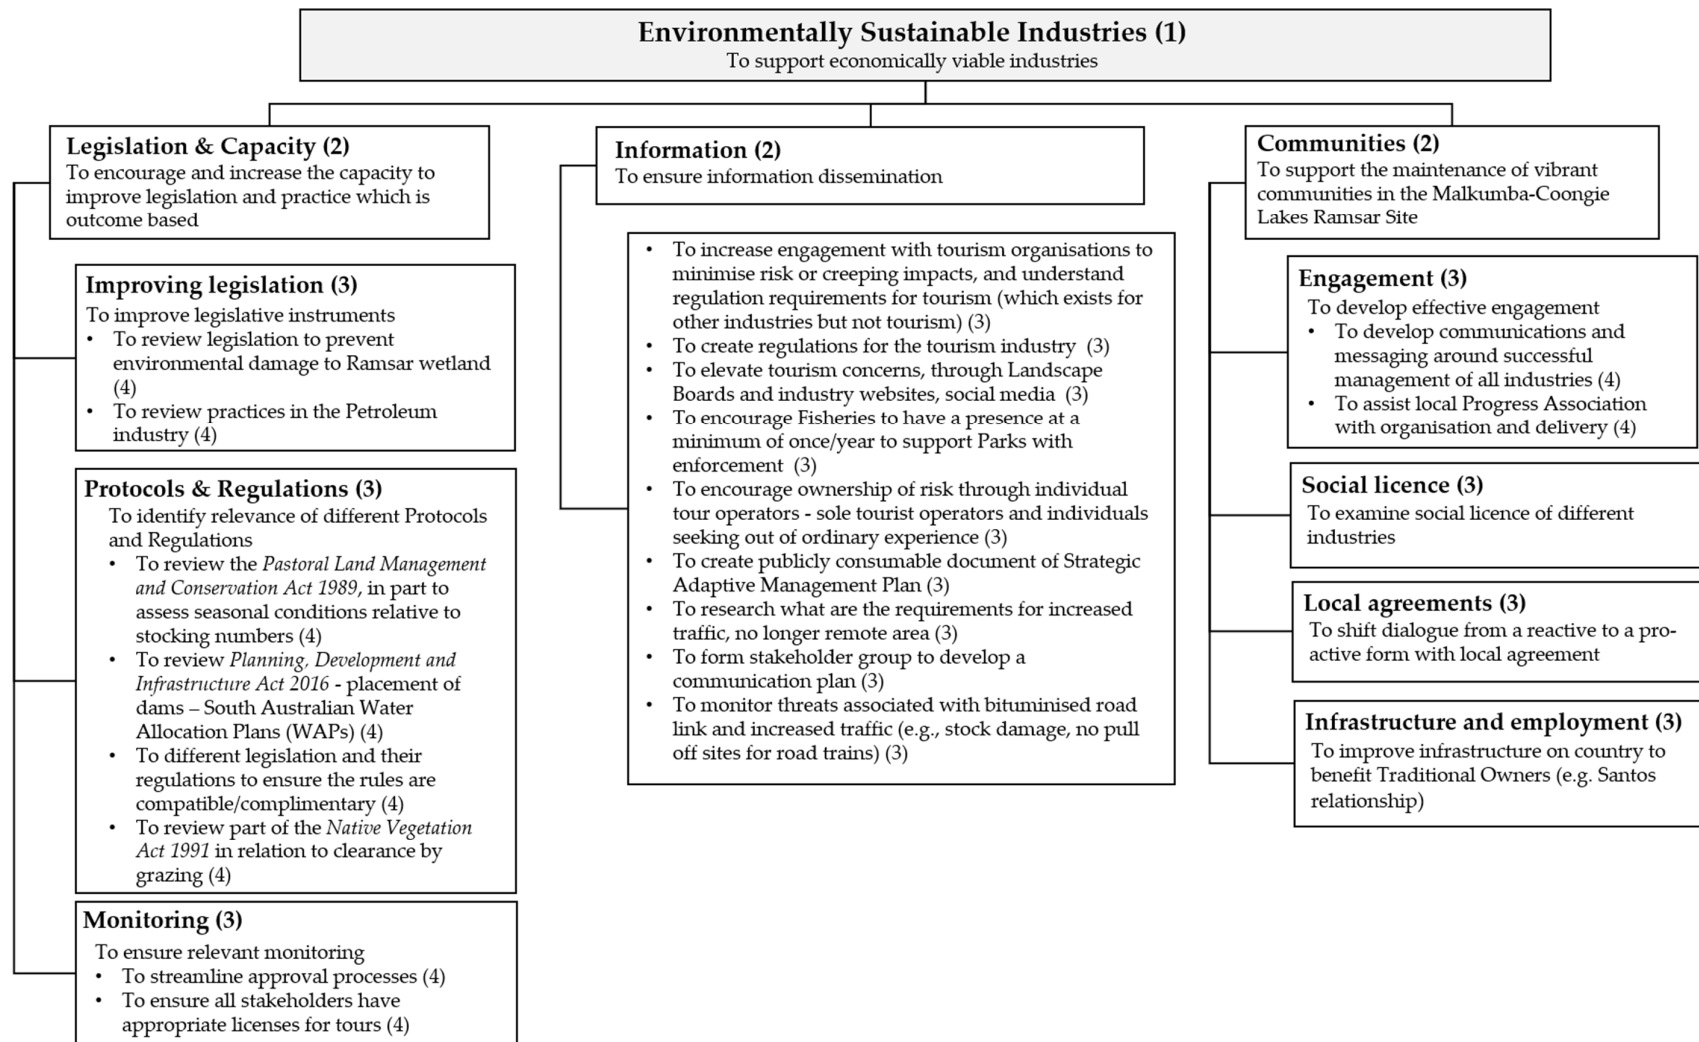 Environmentally Sustainable Industries (1)
To support economically viable industries
Legislation & Capacity (2)
To encourage and increase the capacity to
improve legislation and practice which is
outcome based
Improving legislation (3)
To improve legislative instruments
• To review legislation to prevent
environmental damage to Ramsar wetland
(4)
• To review practices in the Petroleum
industry (4)
Protocols & Regulations (3)
To identify relevance of different Protocols
and Regulations
• To review the Pastoral Land Management
and Conservation Act 1989, in part to
assess seasonal conditions relative to
stocking numbers (4)
• To review Planning, Development and
Infrastructure Act 2016 - placement of
dams – South Australian Water
Allocation Plans (WAPs) (4)
• To different legislation and their
regulations to ensure the rules are
compatible/complimentary (4)
• To review part of the Native Vegetation
Act 1991 in relation to clearance by
grazing (4)
Monitoring (3)
To ensure relevant monitoring
• To streamline approval processes (4)
• To ensure all stakeholders have
appropriate licenses for tours (4)
Information (2)
To ensure information dissemination
• To increase engagement with tourism organisations to
minimise risk or creeping impacts, and understand
regulation requirements for tourism (which exists for
other industries but not tourism) (3)
• To create regulations for the tourism industry (3)
• To elevate tourism concerns, through Landscape
Boards and industry websites, social media (3)
• To encourage Fisheries to have a presence at a
minimum of once/year to support Parks with
enforcement (3)
• To encourage ownership of risk through individual
tour operators - sole tourist operators and individuals
seeking out of ordinary experience (3)
• To create publicly consumable document of Strategic
Adaptive Management Plan (3)
• To research what are the requirements for increased
traffic, no longer remote area (3)
• To form stakeholder group to develop a
communication plan (3)
• To monitor threats associated with bituminised road
link and increased traffic (e.g., stock damage, no pull
off sites for road trains) (3)
Communities (2)
To support the maintenance of vibrant
communities in the Malkumba-Coongie
Lakes Ramsar Site
Engagement (3)
To develop effective engagement
• To develop communications and
messaging around successful
management of all industries (4)
• To assist local Progress Association
with organisation and delivery (4)
Social licence (3)
To examine social licence of different
industries
Local agreements (3)
To shift dialogue from a reactive to a pro-
active form with local agreement
Infrastructure and employment (3)
To improve infrastructure on country to
benefit Traditional Owners (e.g. Santos
relationship)